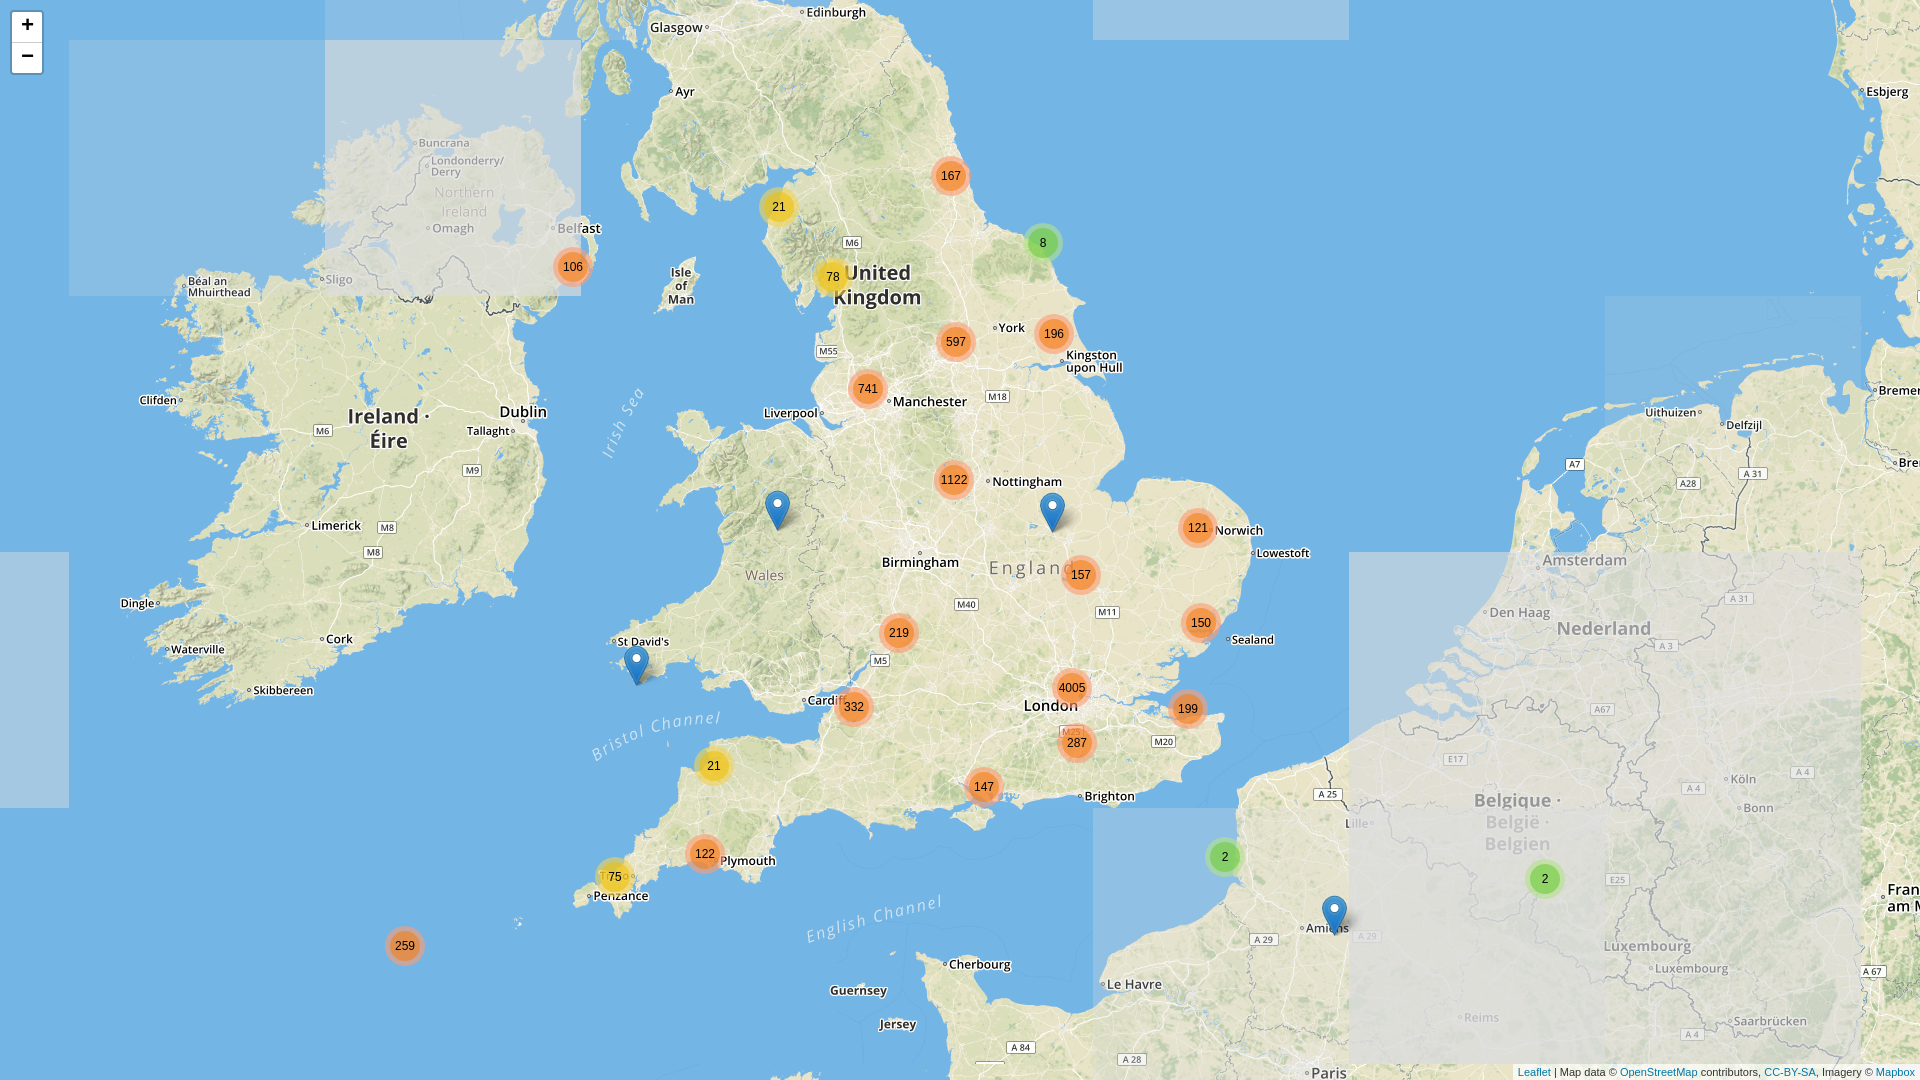 +
−
Edinburgh
Glasgow
Ayr
Esbjerg
Buncrana
Londonderry/
Derry
Northern
Ireland
Omagh
Belfast
167
21
8
M6
106
78
United
Kingdom
Isle
of
Man
Sligo
Béal an
Mhuirthead
York
196
597
M55
Kingston
upon Hull
741
Manchester
M18
Liverpool
Irish Sea
Clifden
Ireland ·
Éire
Dublin
Tallaght
M6
M9
Uithuizen
Delfzijl
A7
A 31
A28
1122
Nottingham
Limerick
M8
M8
121
Norwich
Lowestoft
Birmingham
England
157
Wales
Amsterdam
A 31
Den Haag
Nederland
Dingle
M40
M11
150
219
Sealand
Cork
Waterville
St David's
A 3
M5
Skibbereen
4005
London
Cardiff
332
199
A67
Bristol Channel
M25
287
M20
E17
21
147
Brighton
A 25
Köln
A 4
A 4
Bonn
Belgique ·
België ·
Belgien
Lille
122
Plymouth
2
75
Penzance
2
E25
English Channel
259
Amiens
A 29
A 29
Luxembourg
Luxembourg
Cherbourg
A 67
Le Havre
Guernsey
Jersey
Reims
Saarbrücken
A 4
A 84
A 28
Paris
Leaflet | Map data © OpenStreetMap contributors, CC-BY-SA, Imagery © Mapbox